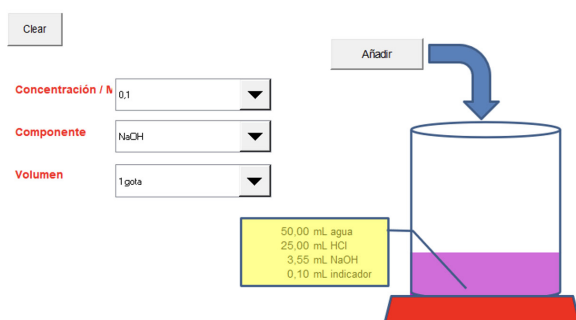 Clear
Añadir
Concentración / M
0,1
Componente
NaOH
Volumen
1 gota
50,00 mL agua
25,00 mL HCl
3,55 mL NaOH
0,10 mL indicador